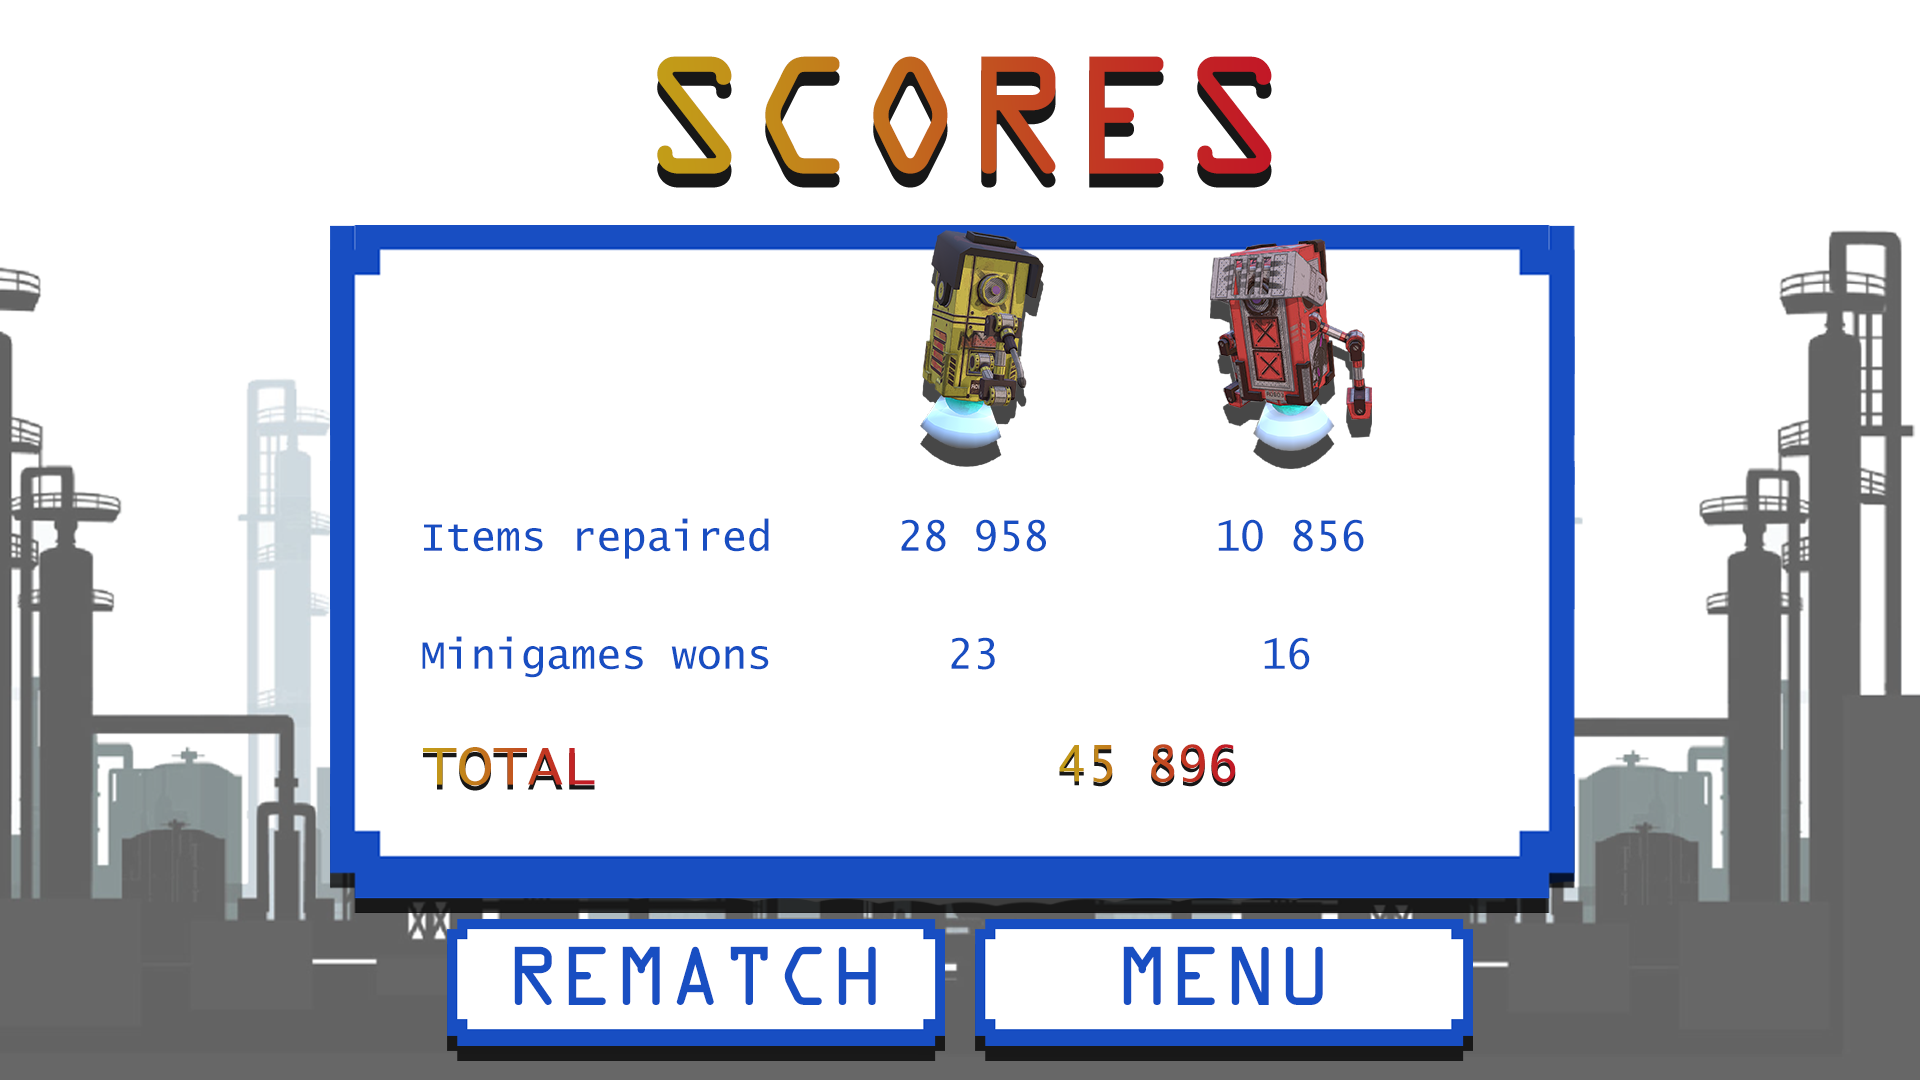 SCORES
Items repaired 28 958 10 856
Minigames wons 23 16
TOTAL 45 896
REMATCH MENU